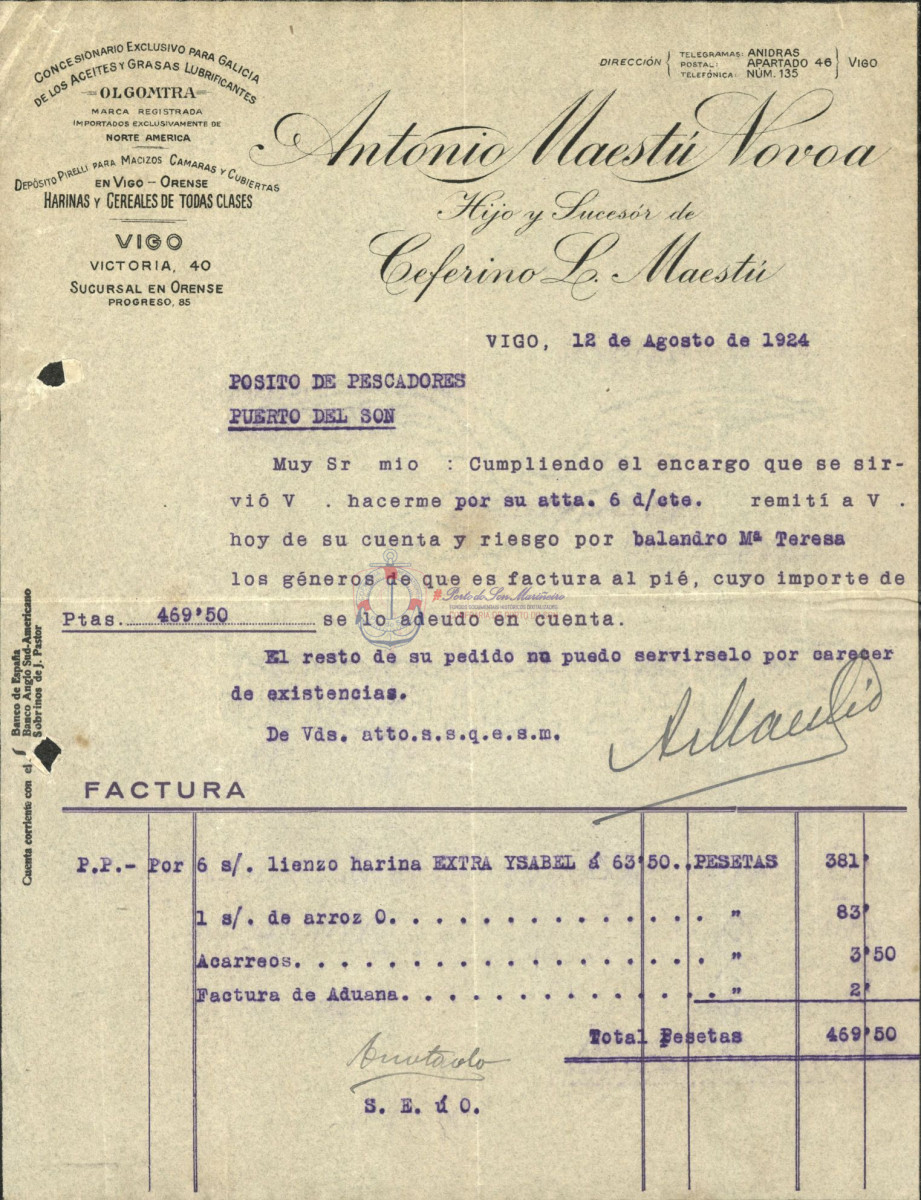 CONCESIONARIO EXCLUSIVO PARA GALICIA
DE LOS ACEITES Y GRASAS LUBRIFICANTES
OLGOMTRA
MARCA REGISTRADA
IMPORTADOS EXCLUSIVAMENTE DE
NORTE AMERICA
DEPÓSITO PIRELLI PARA MACIZOS CAMARAS Y CUBIERTAS
EN VIGO – ORENSE
HARINAS Y CEREALES DE TODAS CLASES
VIGO
VICTORIA, 40
SUCURSAL EN ORENSE
PROGRESO, 85
DIRECCIÓN { TELEGRAMAS: ANIDRAS
POSTAL: APARTADO 46 } VIGO
TELEFÓNICA: NÚM. 135
Antonio Maestú Novoa
Hijo y Sucesór de
Ceferino L. Maestú
VIGO, 12 de Agosto de 1924
POSITO DE PESCADORES
PUERTO DEL SON
Muy Sr mio : Cumpliendo el encargo que se sir-
vió V . hacerme por su atta. 6 d/cte. remití a V .
hoy de su cuenta y riesgo por balandro Mª Teresa
los géneros de que es factura al pié, cuyo importe de
Ptas. 469'50 se lo adeudo en cuenta.
#Porto do Son Mariñeiro
El resto de su pedido no puedo servirselo por carecer
de existencias.
De Vds. atto.s.s.q.e.s.m.
A Maestú
Cuenta corriente con el {
Banco de España
Banco Anglo Sud-Americano
Sobrinos de J. Pastor
FACTURA
P.P.- Por 6 s/. lienzo harina EXTRA YSABEL á 63'50.. PESETAS 381'
1 s/. de arroz O. . . . . . . . . . . . . . " 83'
Acarreos. . . . . . . . . . . . . . . . . . " 3'50
Factura de Aduana. . . . . . . . . . . . . " 2'
Total Pesetas 469'50
Anotado
S. E. ú O.